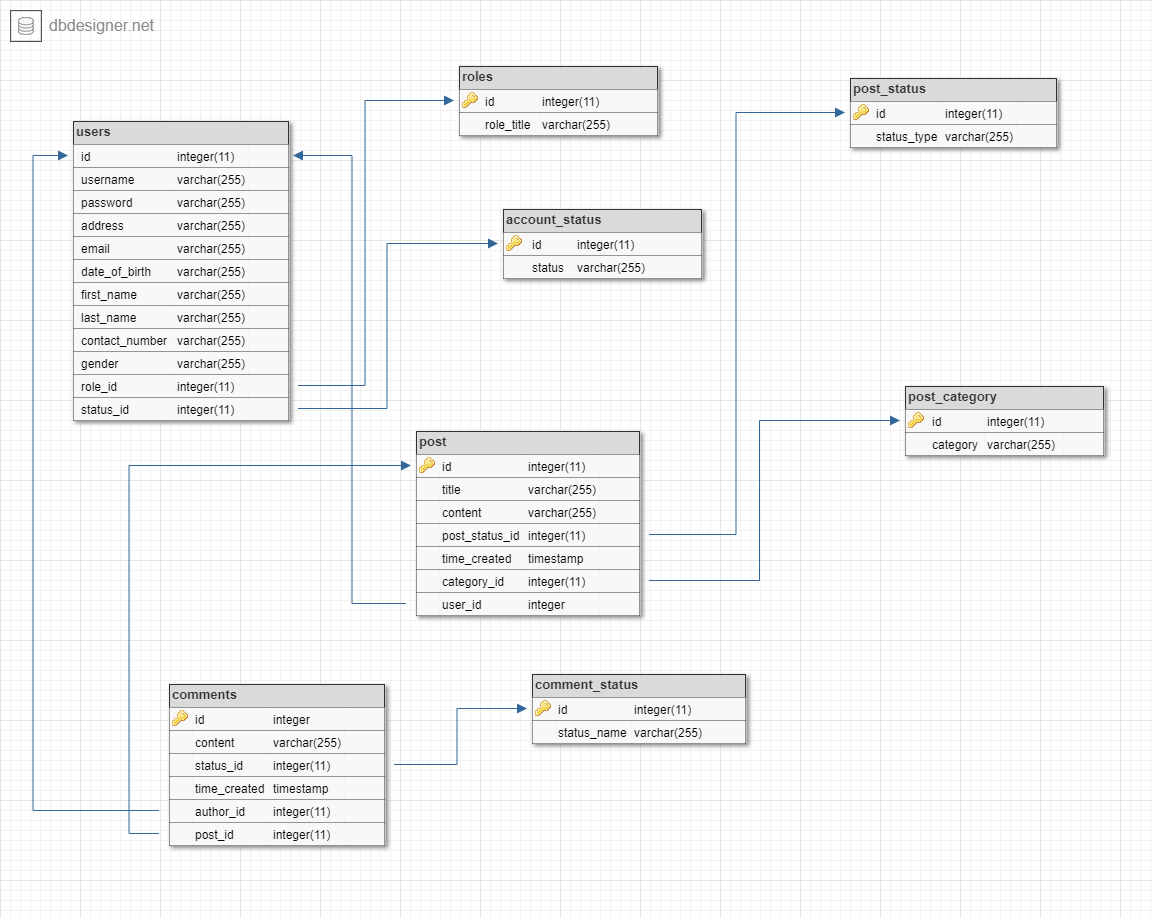 dbdesigner.net
users
id integer(11)
username varchar(255)
password varchar(255)
address varchar(255)
email varchar(255)
date_of_birth varchar(255)
first_name varchar(255)
last_name varchar(255)
contact_number varchar(255)
gender varchar(255)
role_id integer(11)
status_id integer(11)
roles
id integer(11)
role_title varchar(255)
post_status
id integer(11)
status_type varchar(255)
account_status
id integer(11)
status varchar(255)
post_category
id integer(11)
category varchar(255)
post
id integer(11)
title varchar(255)
content varchar(255)
post_status_id integer(11)
time_created timestamp
category_id integer(11)
user_id integer
comments
id integer
content varchar(255)
status_id integer(11)
time_created timestamp
author_id integer(11)
post_id integer(11)
comment_status
id integer(11)
status_name varchar(255)